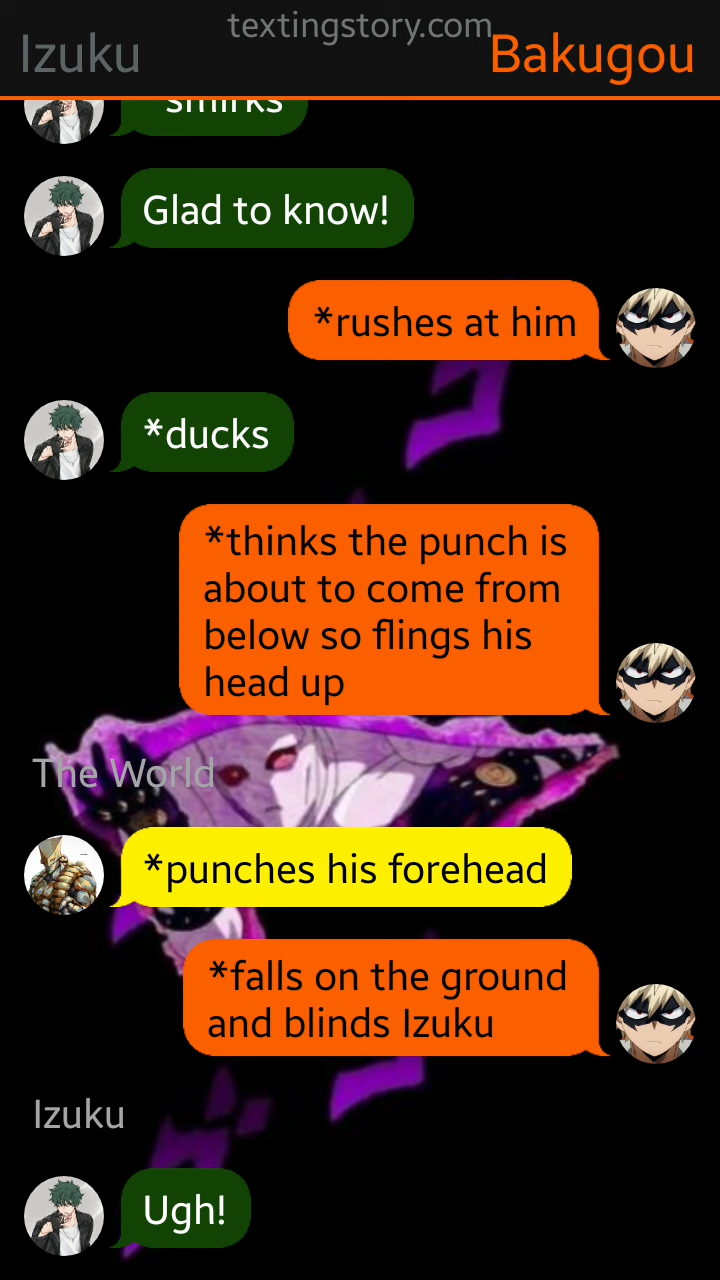 textingstory.com
Izuku
Bakugou
*smirks
Glad to know!
*rushes at him
*ducks
*thinks the punch is
about to come from
below so flings his
head up
The World
*punches his forehead
*falls on the ground
and blinds Izuku
Izuku
Ugh!